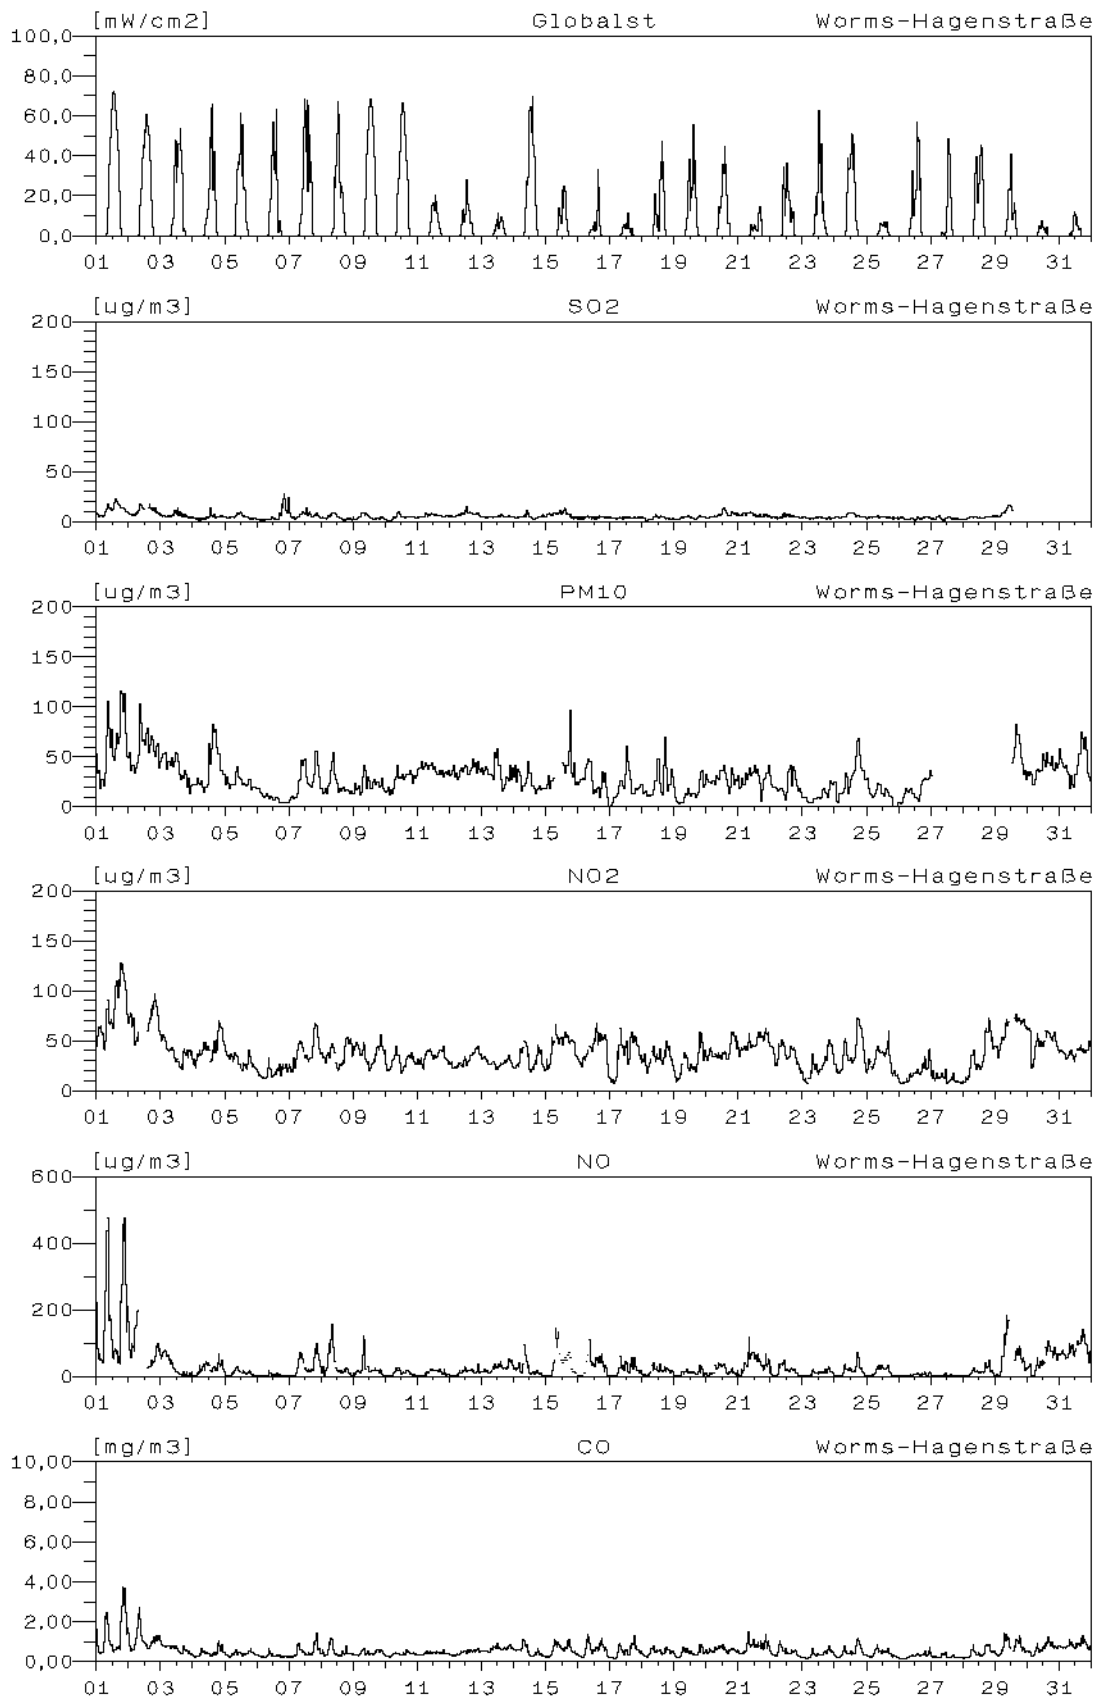 [mW/cm2] Globalst Worms-Hagenstraße
100,0
80,0
60,0
40,0
20,0
0,0
01 03 05 07 09 11 13 15 17 19 21 23 25 27 29 31
[ug/m3] SO2 Worms-Hagenstraße
200
150
100
50
0
01 03 05 07 09 11 13 15 17 19 21 23 25 27 29 31
[ug/m3] PM10 Worms-Hagenstraße
200
150
100
50
0
01 03 05 07 09 11 13 15 17 19 21 23 25 27 29 31
[ug/m3] NO2 Worms-Hagenstraße
200
150
100
50
0
01 03 05 07 09 11 13 15 17 19 21 23 25 27 29 31
[ug/m3] NO Worms-Hagenstraße
600
400
200
0
01 03 05 07 09 11 13 15 17 19 21 23 25 27 29 31
[mg/m3] CO Worms-Hagenstraße
10,00
8,00
6,00
4,00
2,00
0,00
01 03 05 07 09 11 13 15 17 19 21 23 25 27 29 31